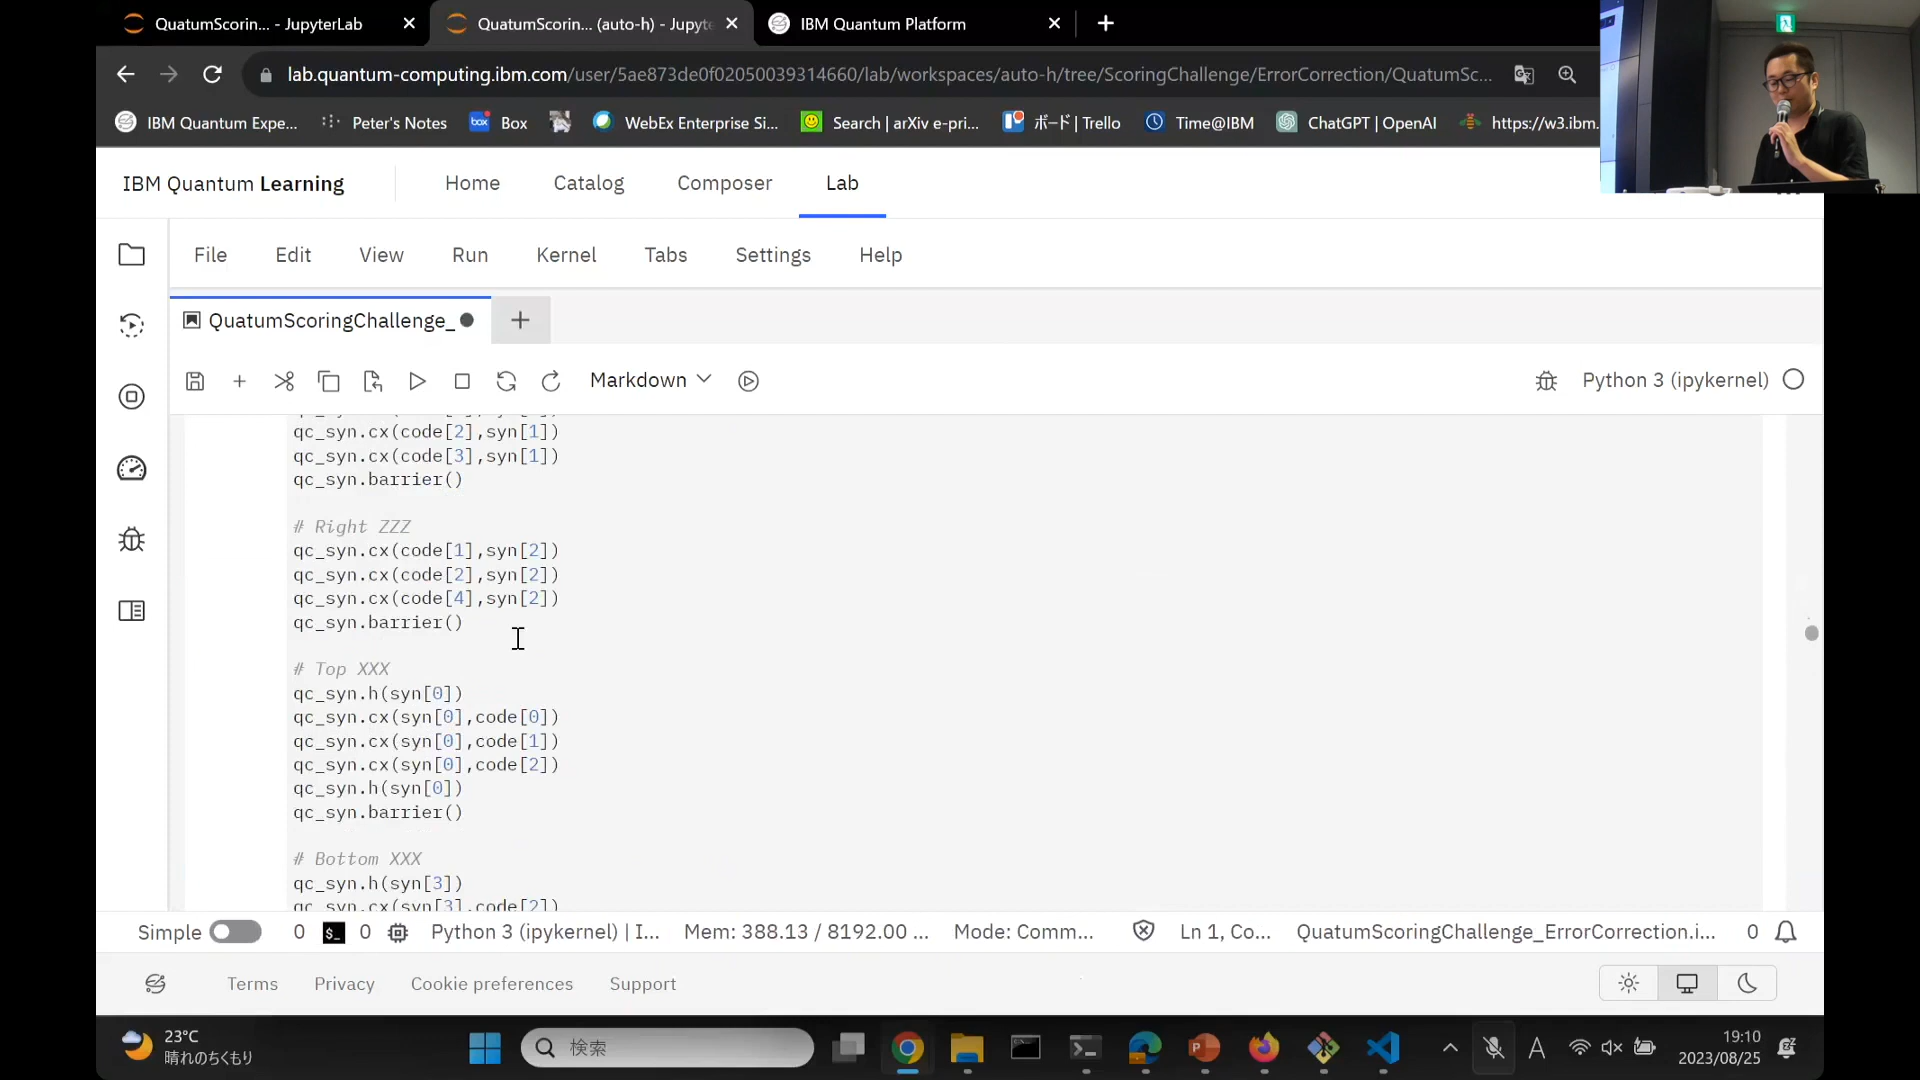 QuatumScorin... - JupyterLab
QuatumScorin... (auto-h) - Jupyte
IBM Quantum Platform
lab.quantum-computing.ibm.com/user/5ae873de0f02050039314660/lab/workspaces/auto-h/tree/ScoringChallenge/ErrorCorrection/QuatumSc...
IBM Quantum Expe...
Peter's Notes
box Box
WebEx Enterprise Si...
Search | arXiv e-pri...
ボード | Trello
Time@IBM
ChatGPT | OpenAI
https://w3.ibm.
IBM Quantum Learning
Home
Catalog
Composer
Lab
File
Edit
View
Run
Kernel
Tabs
Settings
Help
QuatumScoringChallenge_
Markdown
Python 3 (ipykernel)
qc_syn.cx(code[2],syn[1])
qc_syn.cx(code[3],syn[1])
qc_syn.barrier()
# Right ZZZ
qc_syn.cx(code[1],syn[2])
qc_syn.cx(code[2],syn[2])
qc_syn.cx(code[4],syn[2])
qc_syn.barrier()
# Top XXX
qc_syn.h(syn[0])
qc_syn.cx(syn[0],code[0])
qc_syn.cx(syn[0],code[1])
qc_syn.cx(syn[0],code[2])
qc_syn.h(syn[0])
qc_syn.barrier()
# Bottom XXX
qc_syn.h(syn[3])
qc_syn.cx(syn[3],code[2])
Simple
0
$_
0
Python 3 (ipykernel) | I...
Mem: 388.13 / 8192.00 ...
Mode: Comm...
Ln 1, Co...
QuatumScoringChallenge_ErrorCorrection.i...
0
Terms
Privacy
Cookie preferences
Support
23°C
晴れのちくもり
検索
A
19:10
2023/08/25